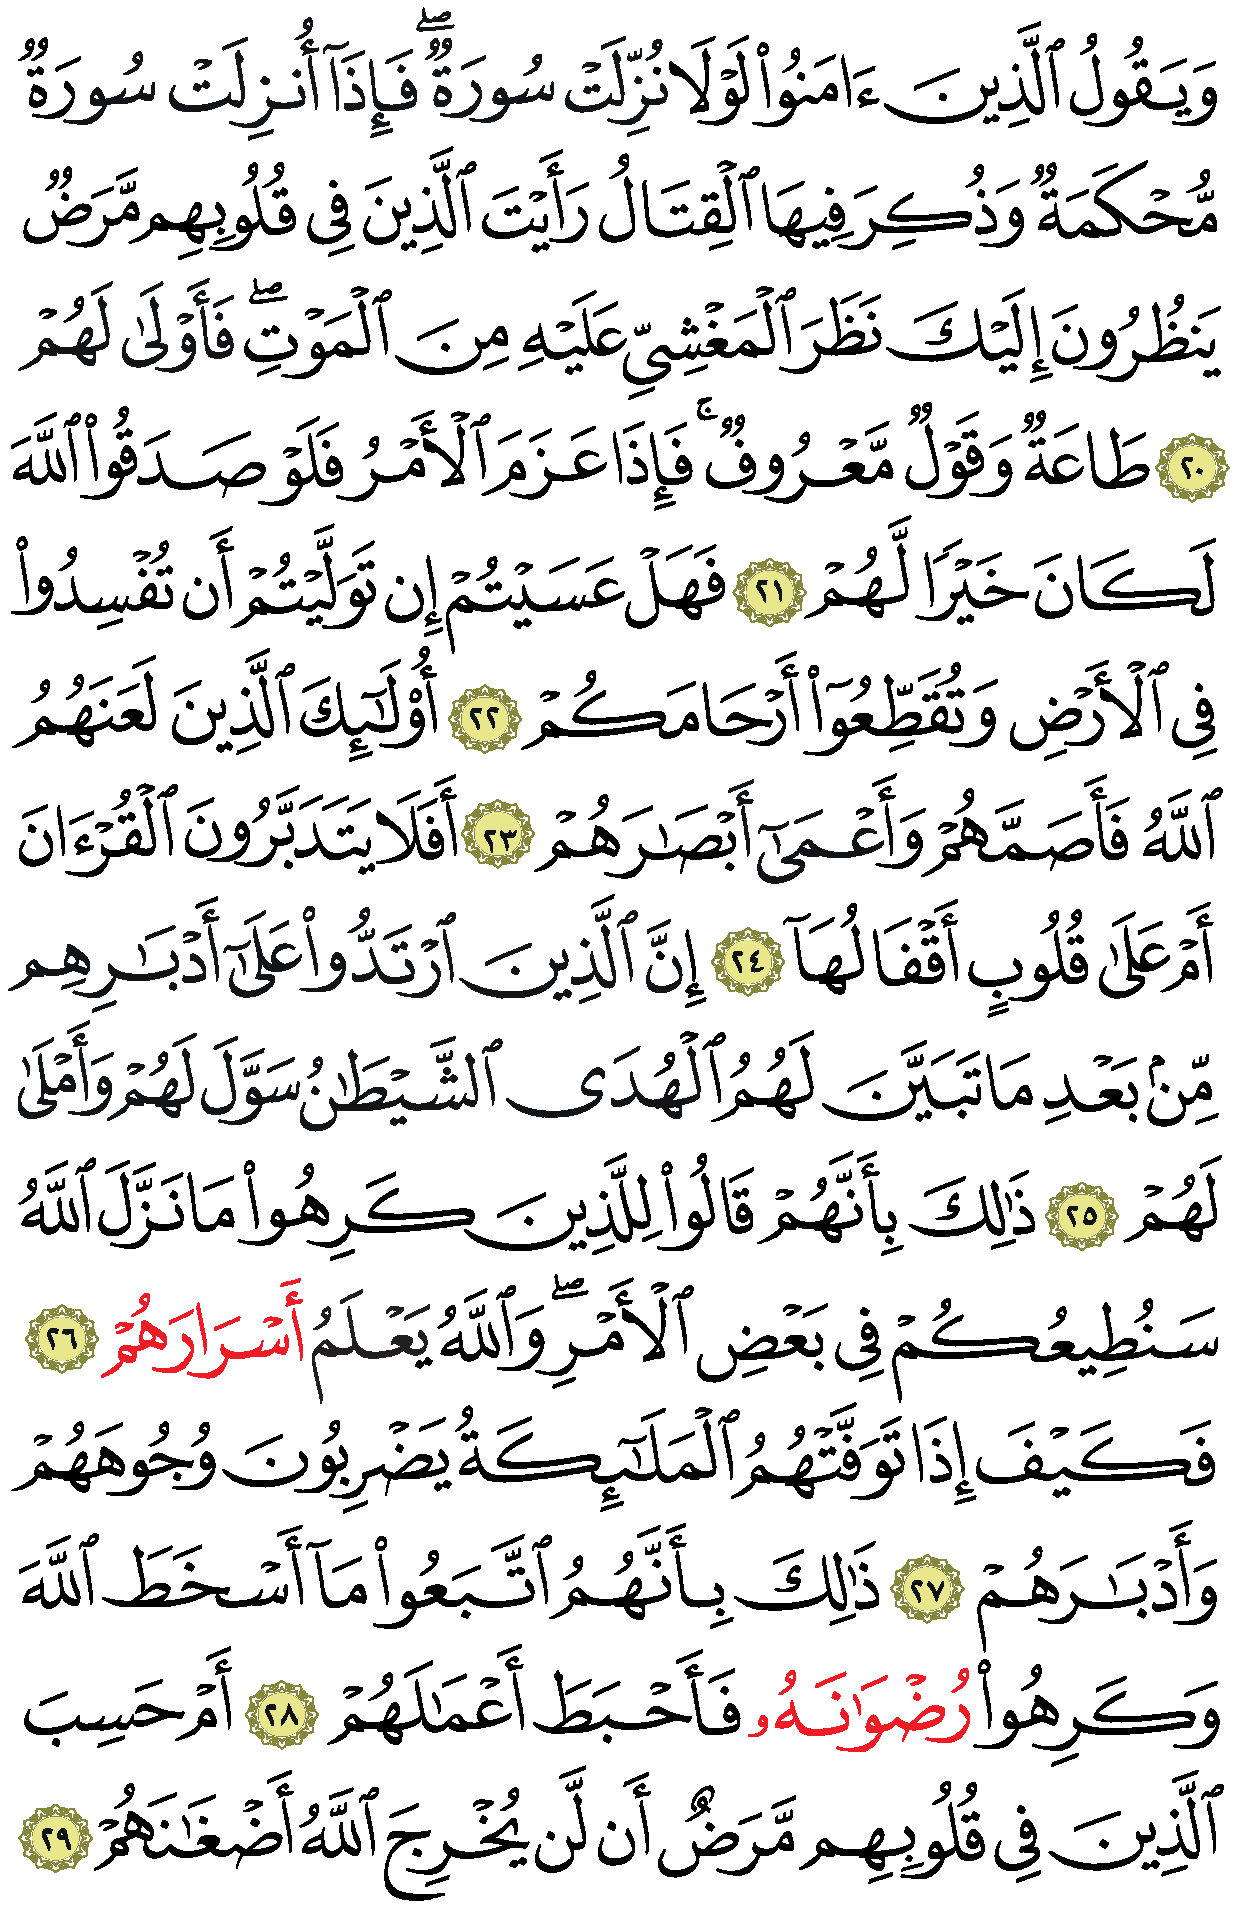 وَيَقُولُ ٱلَّذِينَ ءَامَنُوا۟ لَوْلَا نُزِّلَتْ سُورَةٌ ۖ فَإِذَآ أُنزِلَتْ سُورَةٌ
مُّحْكَمَةٌ وَذُكِرَ فِيهَا ٱلْقِتَالُ رَأَيْتَ ٱلَّذِينَ فِى قُلُوبِهِم مَّرَضٌ
يَنظُرُونَ إِلَيْكَ نَظَرَ ٱلْمَغْشِىِّ عَلَيْهِ مِنَ ٱلْمَوْتِ ۖ فَأَوْلَىٰ لَهُمْ
٢٠ طَاعَةٌ وَقَوْلٌ مَّعْرُوفٌ ۚ فَإِذَا عَزَمَ ٱلْأَمْرُ فَلَوْ صَدَقُوا۟ ٱللَّهَ
لَكَانَ خَيْرًا لَّهُمْ ٢١ فَهَلْ عَسَيْتُمْ إِن تَوَلَّيْتُمْ أَن تُفْسِدُوا۟
فِى ٱلْأَرْضِ وَتُقَطِّعُوٓا۟ أَرْحَامَكُمْ ٢٢ أُو۟لَـٰٓئِكَ ٱلَّذِينَ لَعَنَهُمُ
ٱللَّهُ فَأَصَمَّهُمْ وَأَعْمَىٰٓ أَبْصَـٰرَهُمْ ٢٣ أَفَلَا يَتَدَبَّرُونَ ٱلْقُرْءَانَ
أَمْ عَلَىٰ قُلُوبٍ أَقْفَالُهَآ ٢٤ إِنَّ ٱلَّذِينَ ٱرْتَدُّوا۟ عَلَىٰٓ أَدْبَـٰرِهِم
مِّنۢ بَعْدِ مَا تَبَيَّنَ لَهُمُ ٱلْهُدَى ٱلشَّيْطَـٰنُ سَوَّلَ لَهُمْ وَأَمْلَىٰ
لَهُمْ ٢٥ ذَٰلِكَ بِأَنَّهُمْ قَالُوا۟ لِلَّذِينَ كَرِهُوا۟ مَا نَزَّلَ ٱللَّهُ
سَنُطِيعُكُمْ فِى بَعْضِ ٱلْأَمْرِ ۖ وَٱللَّهُ يَعْلَمُ أَسْرَارَهُمْ ٢٦
فَكَيْفَ إِذَا تَوَفَّتْهُمُ ٱلْمَلَـٰٓئِكَةُ يَضْرِبُونَ وُجُوهَهُمْ
وَأَدْبَـٰرَهُمْ ٢٧ ذَٰلِكَ بِأَنَّهُمُ ٱتَّبَعُوا۟ مَآ أَسْخَطَ ٱللَّهَ
وَكَرِهُوا۟ رُضْوَٰنَهُۥ فَأَحْبَطَ أَعْمَـٰلَهُمْ ٢٨ أَمْ حَسِبَ
ٱلَّذِينَ فِى قُلُوبِهِم مَّرَضٌ أَن لَّن يُخْرِجَ ٱللَّهُ أَضْغَـٰنَهُمْ ٢٩